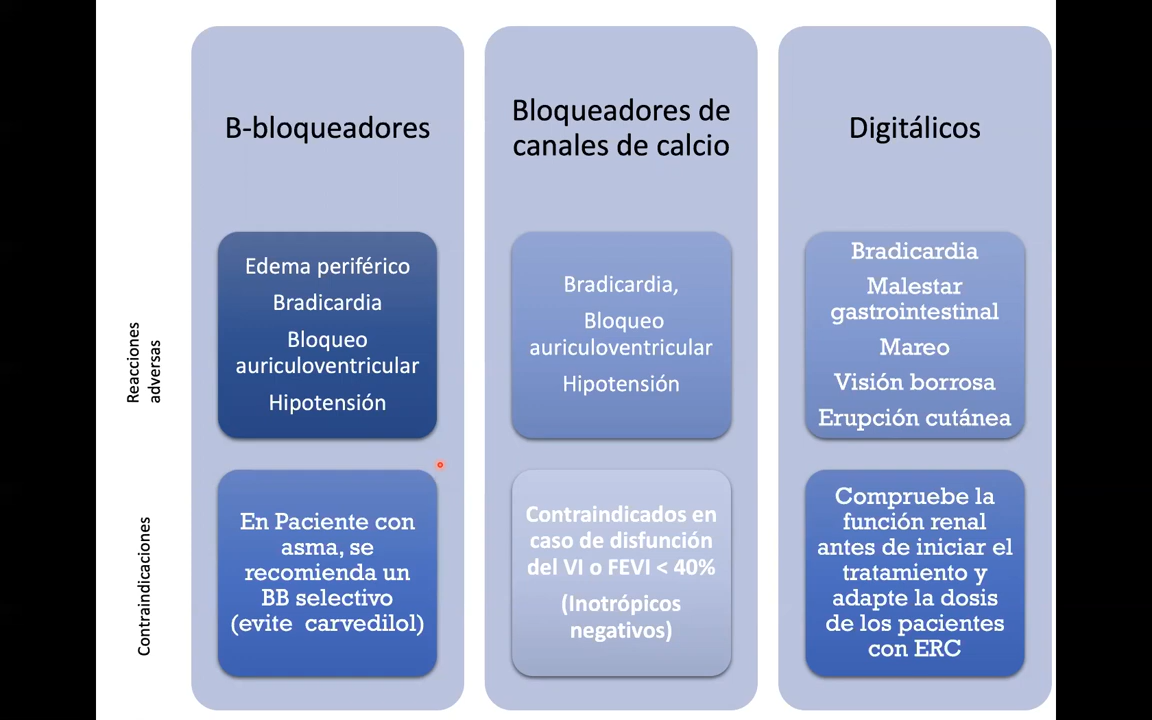 B-bloqueadores
Bloqueadores de
canales de calcio
Digitálicos
Reacciones
adversas
Edema periférico
Bradicardia
Bloqueo
auriculoventricular
Hipotensión
Bradicardia,
Bloqueo
auriculoventricular
Hipotensión
Bradicardia
Malestar
gastrointestinal
Mareo
Visión borrosa
Erupción cutánea
Contraindicaciones
En Paciente con
asma, se
recomienda un
BB selectivo
(evite carvedilol)
Contraindicados en
caso de disfunción
del VI o FEVI < 40%
(Inotrópicos
negativos)
Compruebe la
función renal
antes de iniciar el
tratamiento y
adapte la dosis
de los pacientes
con ERC